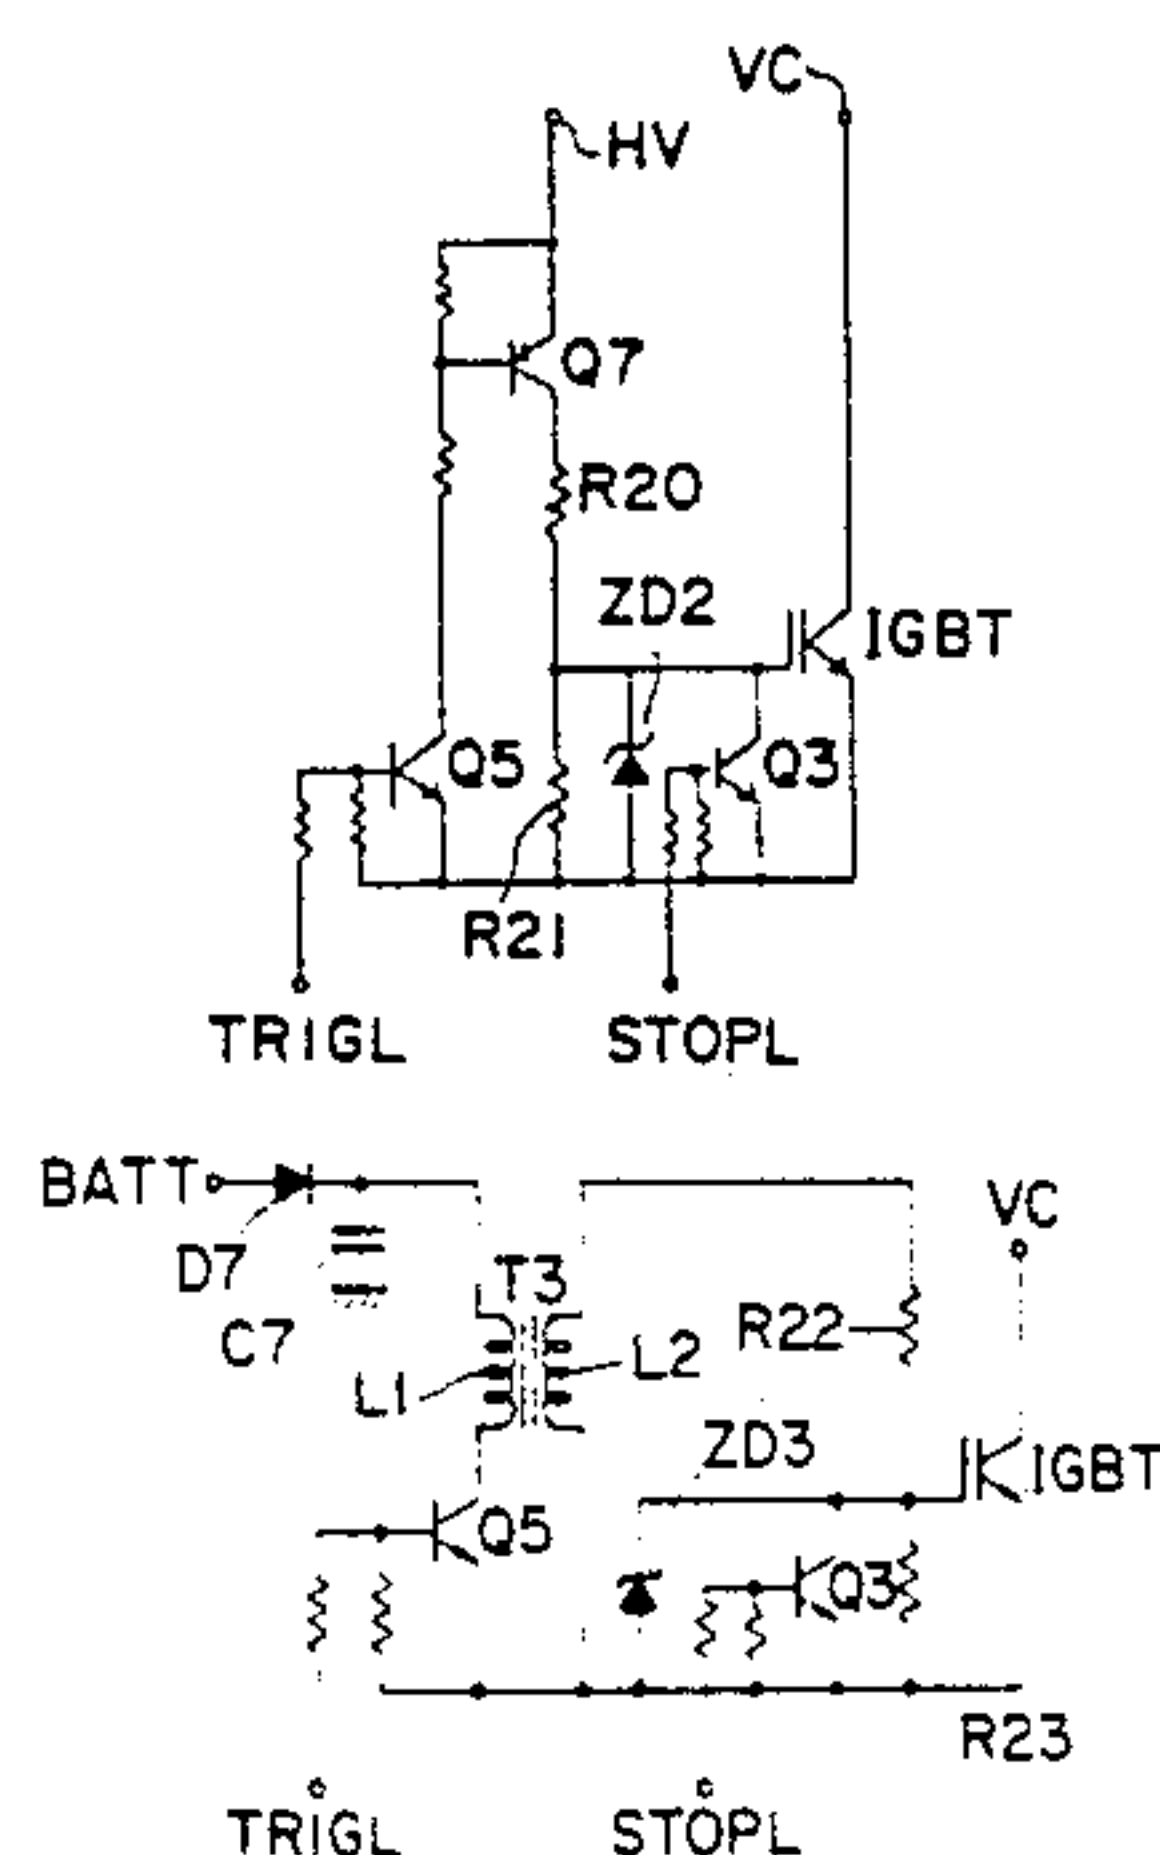 VC
HV
Q7
R20
ZD2
IGBT
Q5
Q3
R21
TRIGL
STOPL
BATT
VC
D7
T3
C7
R22
L2
L1
ZD3
IGBT
Q5
Q3
R23
TRIGL
STOPL